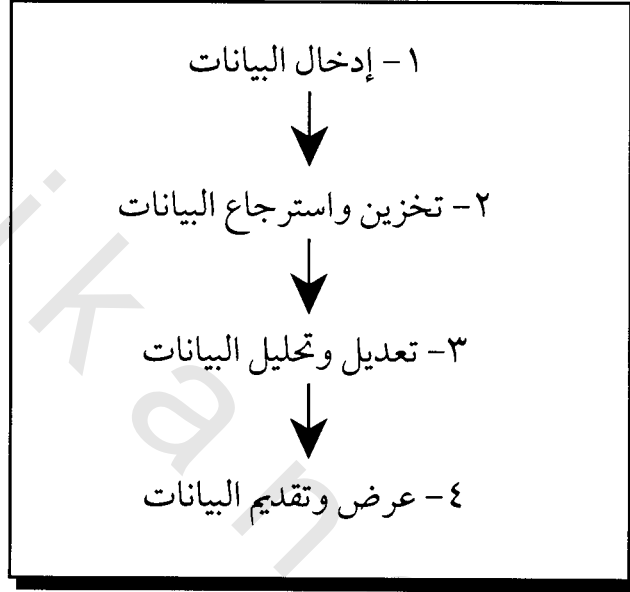 ١- إدخال البيانات
٢- تخزين واسترجاع البيانات
٣- تعديل وتحليل البيانات
٤- عرض وتقديم البيانات
i k a n